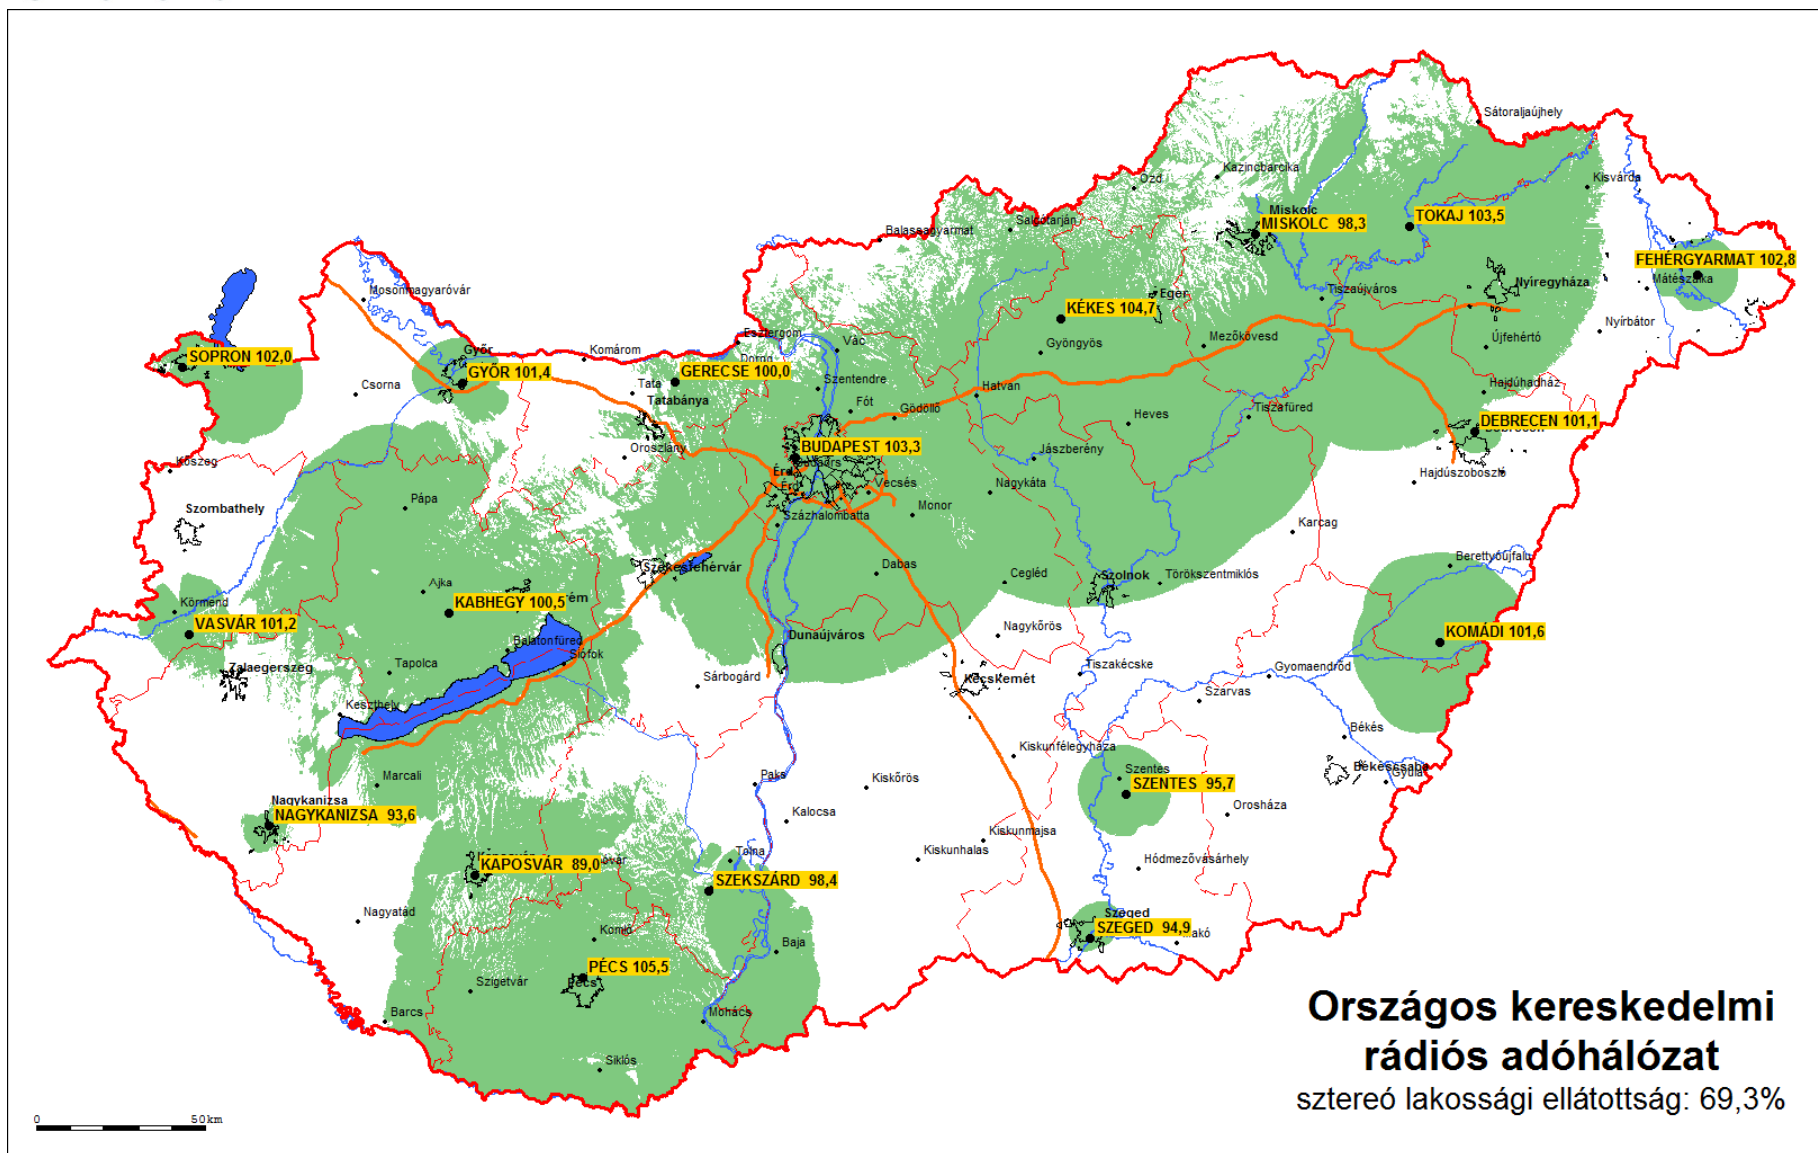 Sátoraljaújhely
Kazincbarcika
Ózd
Kisvárda
Miskolc
MISKOLC 98,3
TOKAJ 103,5
Salgótarján
Balassagyarmat
FEHÉRGYARMAT 102,8
Mátészalka
Nyíregyháza
Mosonmagyaróvár
Eger
KÉKES 104,7
Tiszaújváros
Nyírbátor
Esztergom
Vác
Mezőkövesd
Újfehértó
Győr
Komárom
Dorog
Gyöngyös
SOPRON 102,0
GYŐR 101,4
GERECSE 100,0
Csorna
Tata
Szentendre
Hatvan
Hajdúhadház
Tatabánya
Fót
Gödöllő
Heves
Tiszafüred
DEBRECEN 101,1
BUDAPEST 103,3
Oroszlány
Jászberény
Kőszeg
Érd
Hajdúszoboszló
Érd
Vecsés
Nagykáta
Pápa
Szombathely
Százhalombatta
Monor
Karcag
Berettyóújfalu
Székesfehérvár
Dabas
Cegléd
Szolnok
Törökszentmiklós
Ajka
KABHEGY 100,5
Körmend
VASVÁR 101,2
Balatonfüred
Dunaújváros
Nagykőrös
KOMÁDI 101,6
Siófok
Zalaegerszeg
Tapolca
Sárbogárd
Kecskemét
Tiszakécske
Gyomaendrőd
Szarvas
Keszthely
Békés
Kiskunfélegyháza
Békéscsaba
Gyula
Marcali
Paks
Kiskőrös
Szentes
SZENTES 95,7
Nagykanizsa
NAGYKANIZSA 93,6
Kalocsa
Orosháza
Kiskunmajsa
Kiskunhalas
Tolna
KAPOSVÁR 89,0
SZEKSZÁRD 98,4
Hódmezővásárhely
Nagyatád
Szeged
SZEGED 94,9
Makó
Komló
Baja
PÉCS 105,5
Pécs
Szigetvár
Barcs
Mohács
Siklós
Országos kereskedelmi
rádiós adóhálózat
sztereó lakossági ellátottság: 69,3%
0 50km